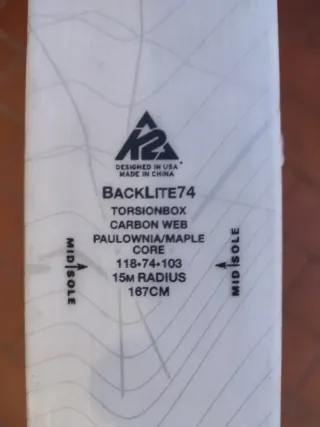 K2
DESIGNED IN USA
MADE IN CHINA
BACKLITE74
TORSIONBOX
CARBON WEB
PAULOWNIA/MAPLE
CORE
118•74•103
15M RADIUS
167CM
MID|SOLE
MID|SOLE